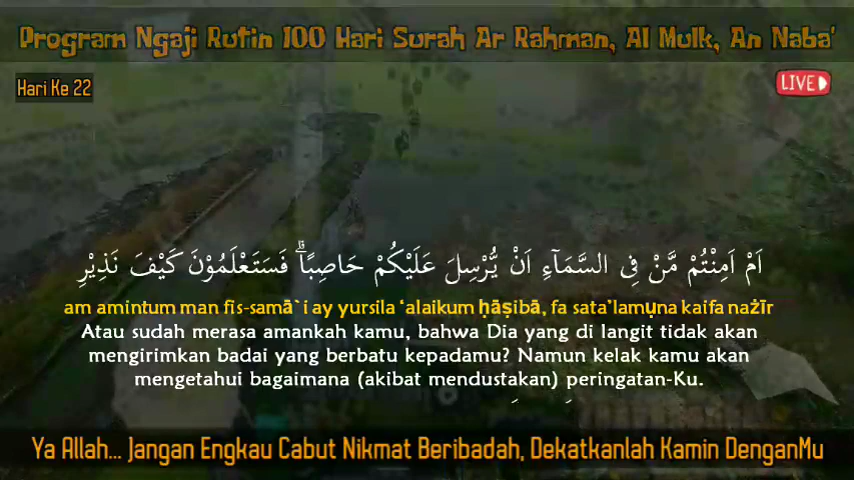 Program Ngaji Rutin 100 Hari Surah Ar Rahman, Al Mulk, An Naba'
Hari Ke 22
LIVE
اَمْ اَمِنْتُمْ مَّنْ فِى السَّمَاۤءِ اَنْ يُّرْسِلَ عَلَيْكُمْ حَاصِبًاۗ فَسَتَعْلَمُوْنَ كَيْفَ نَذِيْرِ
am amintum man fis-samā`i ay yursila ‘alaikum ḥāṣibā, fa sata’lamụna kaifa nażīr
Atau sudah merasa amankah kamu, bahwa Dia yang di langit tidak akan
mengirimkan badai yang berbatu kepadamu? Namun kelak kamu akan
mengetahui bagaimana (akibat mendustakan) peringatan-Ku.
Ya Allah... Jangan Engkau Cabut Nikmat Beribadah, Dekatkanlah Kamin DenganMu